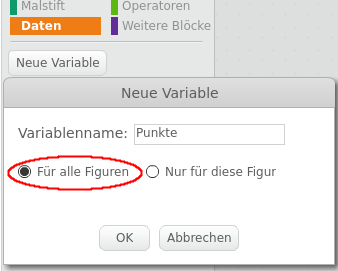 Malstift Operatoren
Daten Weitere Blöcke
Neue Variable
Neue Variable
Variablenname: Punkte
Für alle Figuren Nur für diese Figur
OK Abbrechen